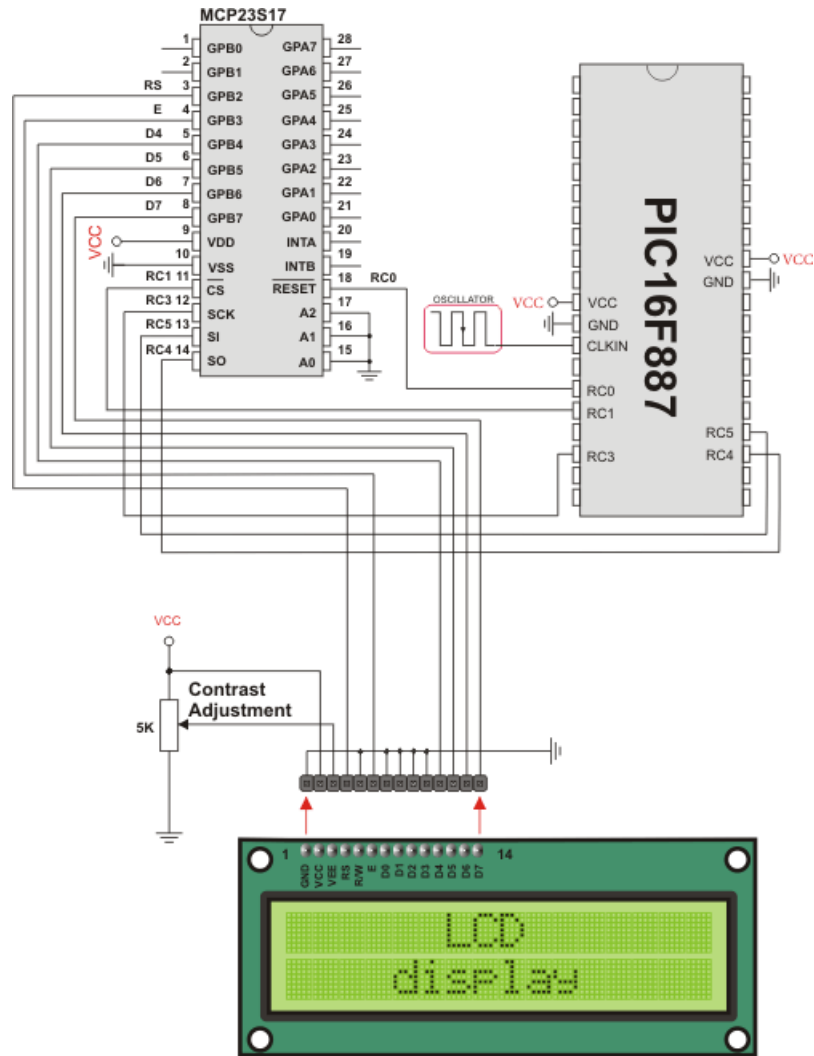 MCP23S17
1 GPB0 GPA7 28
2 GPB1 GPA6 27
RS 3 GPB2 GPA5 26
E 4 GPB3 GPA4 25
D4 5 GPB4 GPA3 24
D5 6 GPB5 GPA2 23
D6 7 GPB6 GPA1 22
D7 8 GPB7 GPA0 21
VCC 9 VDD INTA 20
10 VSS INTB 19
RC1 11 CS RESET 18 RC0
RC3 12 SCK A2 17
RC5 13 SI A1 16
RC4 14 SO A0 15
PIC16F887
VCC VCC
GND
OSCILLATOR
VCC VCC
GND
CLKIN
RC0
RC1
RC5
RC3 RC4
VCC
Contrast
Adjustment
5K
1 14
GND VCC VEE RS R/W E D0 D1 D2 D3 D4 D5 D6 D7
LCD
display